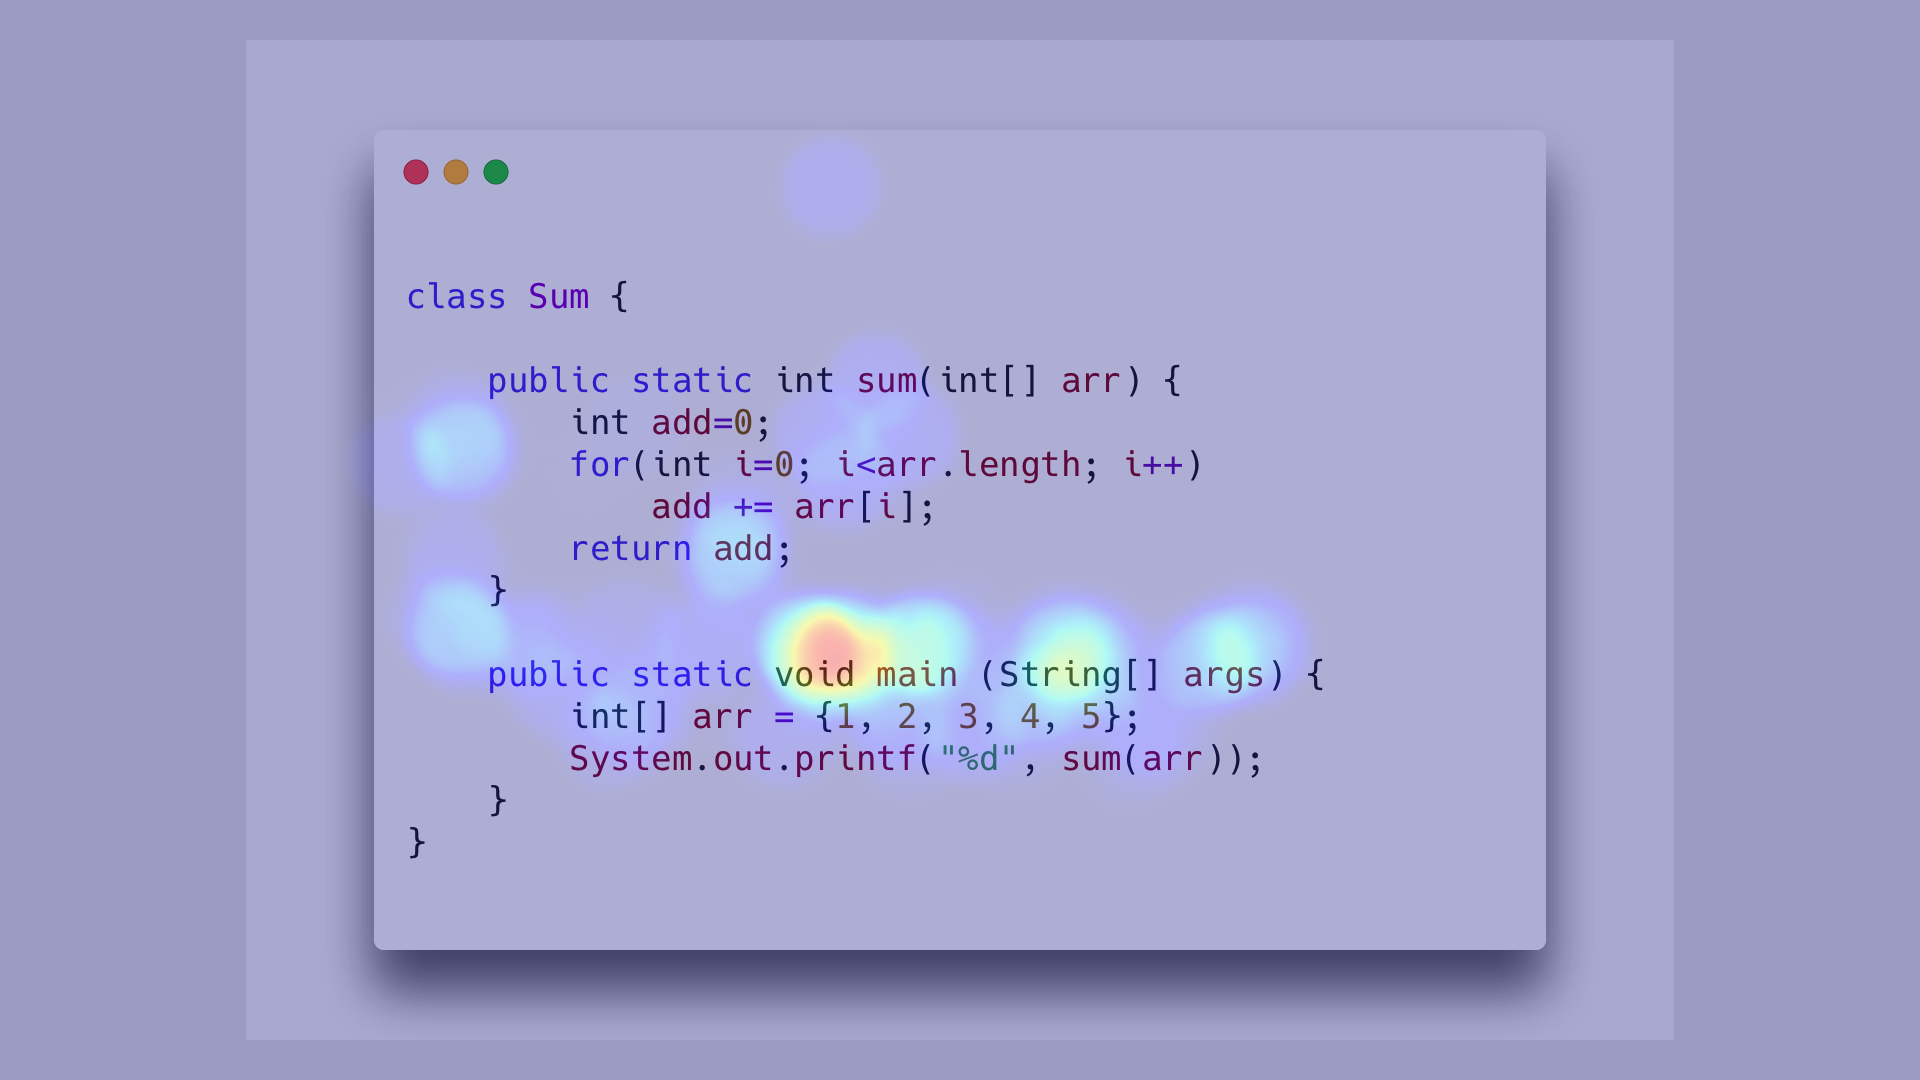 class Sum {
    public static int sum(int[] arr) {
        int add=0;
        for(int i=0; i<arr.length; i++)
            add += arr[i];
        return add;
    }
    public static void main (String[] args) {
        int[] arr = {1, 2, 3, 4, 5};
        System.out.printf("%d", sum(arr));
    }
}